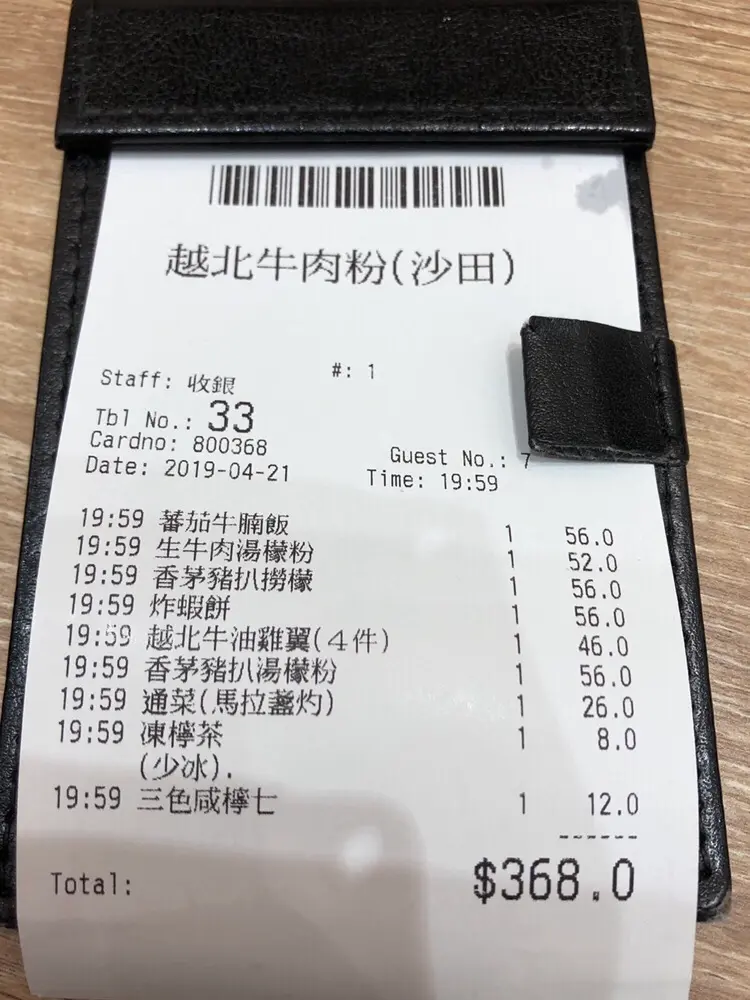 越北牛肉粉(沙田)
#: 1
Staff: 收銀
Tbl No.: 33
Cardno: 800368
Guest No.: 7
Date: 2019-04-21 Time: 19:59
19:59 蕃茄牛腩飯 1 56.0
19:59 生牛肉湯檬粉 1 52.0
19:59 香茅豬扒撈檬 1 56.0
19:59 炸蝦餅 1 56.0
19:59 越北牛油雞翼(4件) 1 46.0
19:59 香茅豬扒湯檬粉 1 56.0
19:59 通菜(馬拉盞灼) 1 26.0
19:59 凍檸茶 1 8.0
(少冰).
19:59 三色咸檸七 1 12.0
------
Total: $368.0